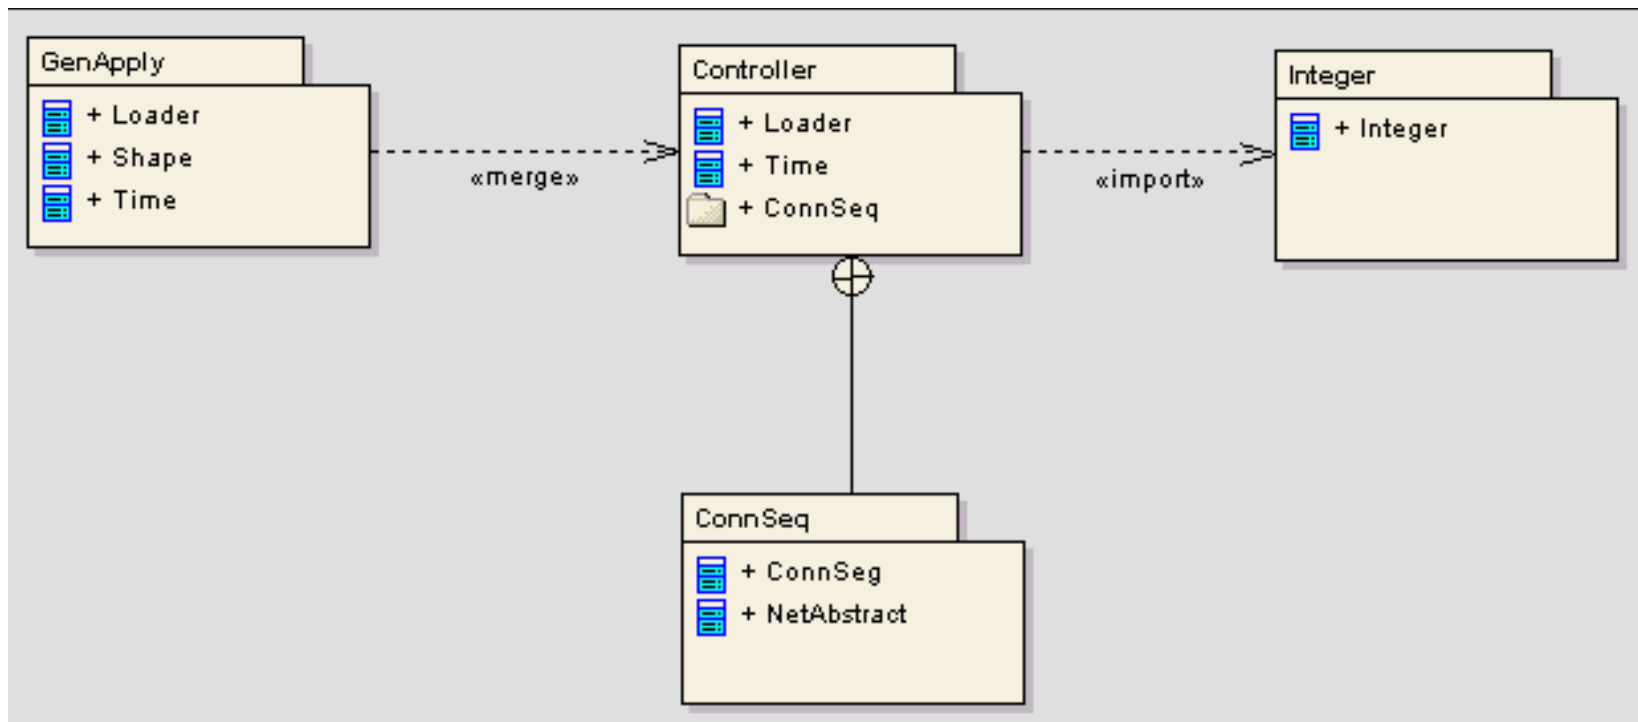 GenApply
+ Loader
+ Shape
+ Time
«merge»
Controller
+ Loader
+ Time
+ ConnSeq
«import»
Integer
+ Integer
ConnSeq
+ ConnSeg
+ NetAbstract